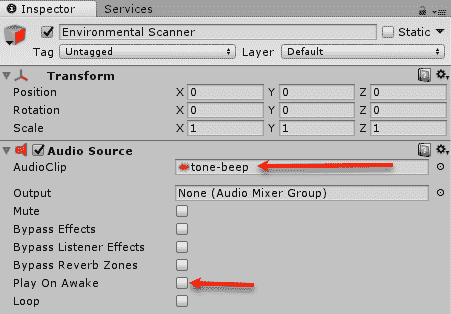 Inspector Services
Environmental Scanner Static
Tag Untagged Layer Default
Transform
Position X 0 Y 0 Z 0
Rotation X 0 Y 0 Z 0
Scale X 1 Y 1 Z 1
Audio Source
AudioClip tone-beep
Output None (Audio Mixer Group)
Mute
Bypass Effects
Bypass Listener Effects
Bypass Reverb Zones
Play On Awake
Loop